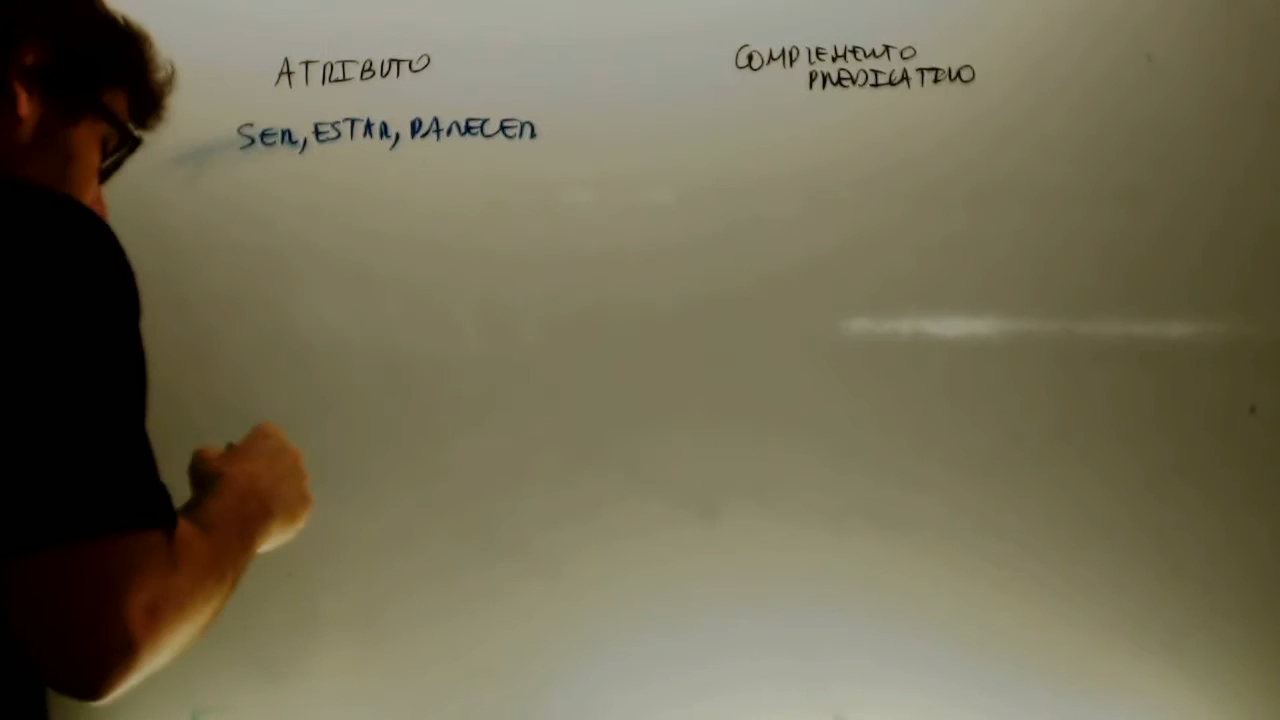 ATRIBUTO
SER, ESTAR, PARECER
COMPLEMENTO
PREDICATIVO